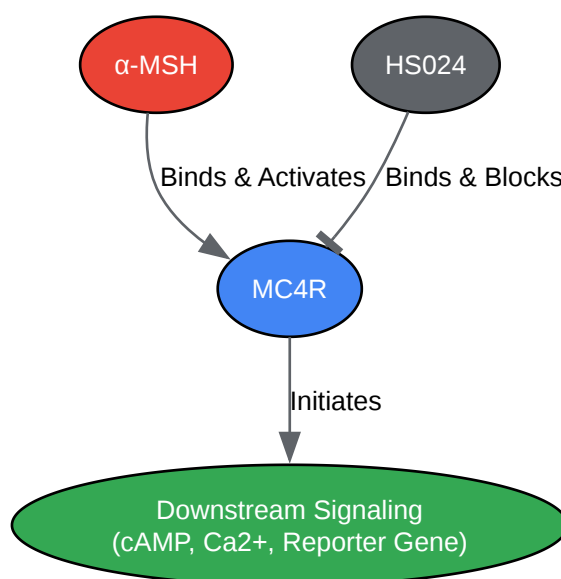 α-MSH
HS024
Binds & Activates
Binds & Blocks
MC4R
Initiates
Downstream Signaling
(cAMP, Ca2+, Reporter Gene)